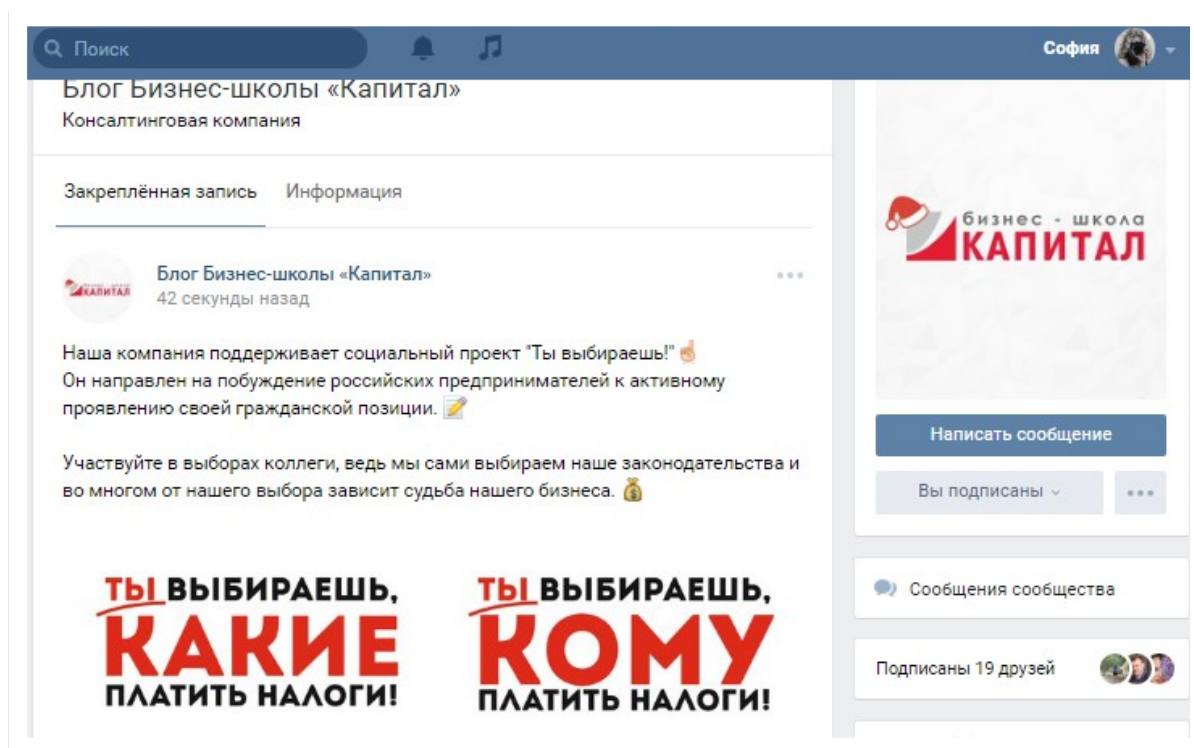 Поиск
София
Блог Бизнес-школы «Капитал»
Консалтинговая компания
Закреплённая запись Информация
Блог Бизнес-школы «Капитал»
42 секунды назад
Наша компания поддерживает социальный проект "Ты выбираешь!"
Он направлен на побуждение российских предпринимателей к активному
проявлению своей гражданской позиции.
Участвуйте в выборах коллеги, ведь мы сами выбираем наше законодательства и
во многом от нашего выбора зависит судьба нашего бизнеса.
ТЫ ВЫБИРАЕШЬ,
КАКИЕ
ПЛАТИТЬ НАЛОГИ!
ТЫ ВЫБИРАЕШЬ,
КОМУ
ПЛАТИТЬ НАЛОГИ!
бизнес - школа
КАПИТАЛ
Написать сообщение
Вы подписаны
Сообщения сообщества
Подписаны 19 друзей